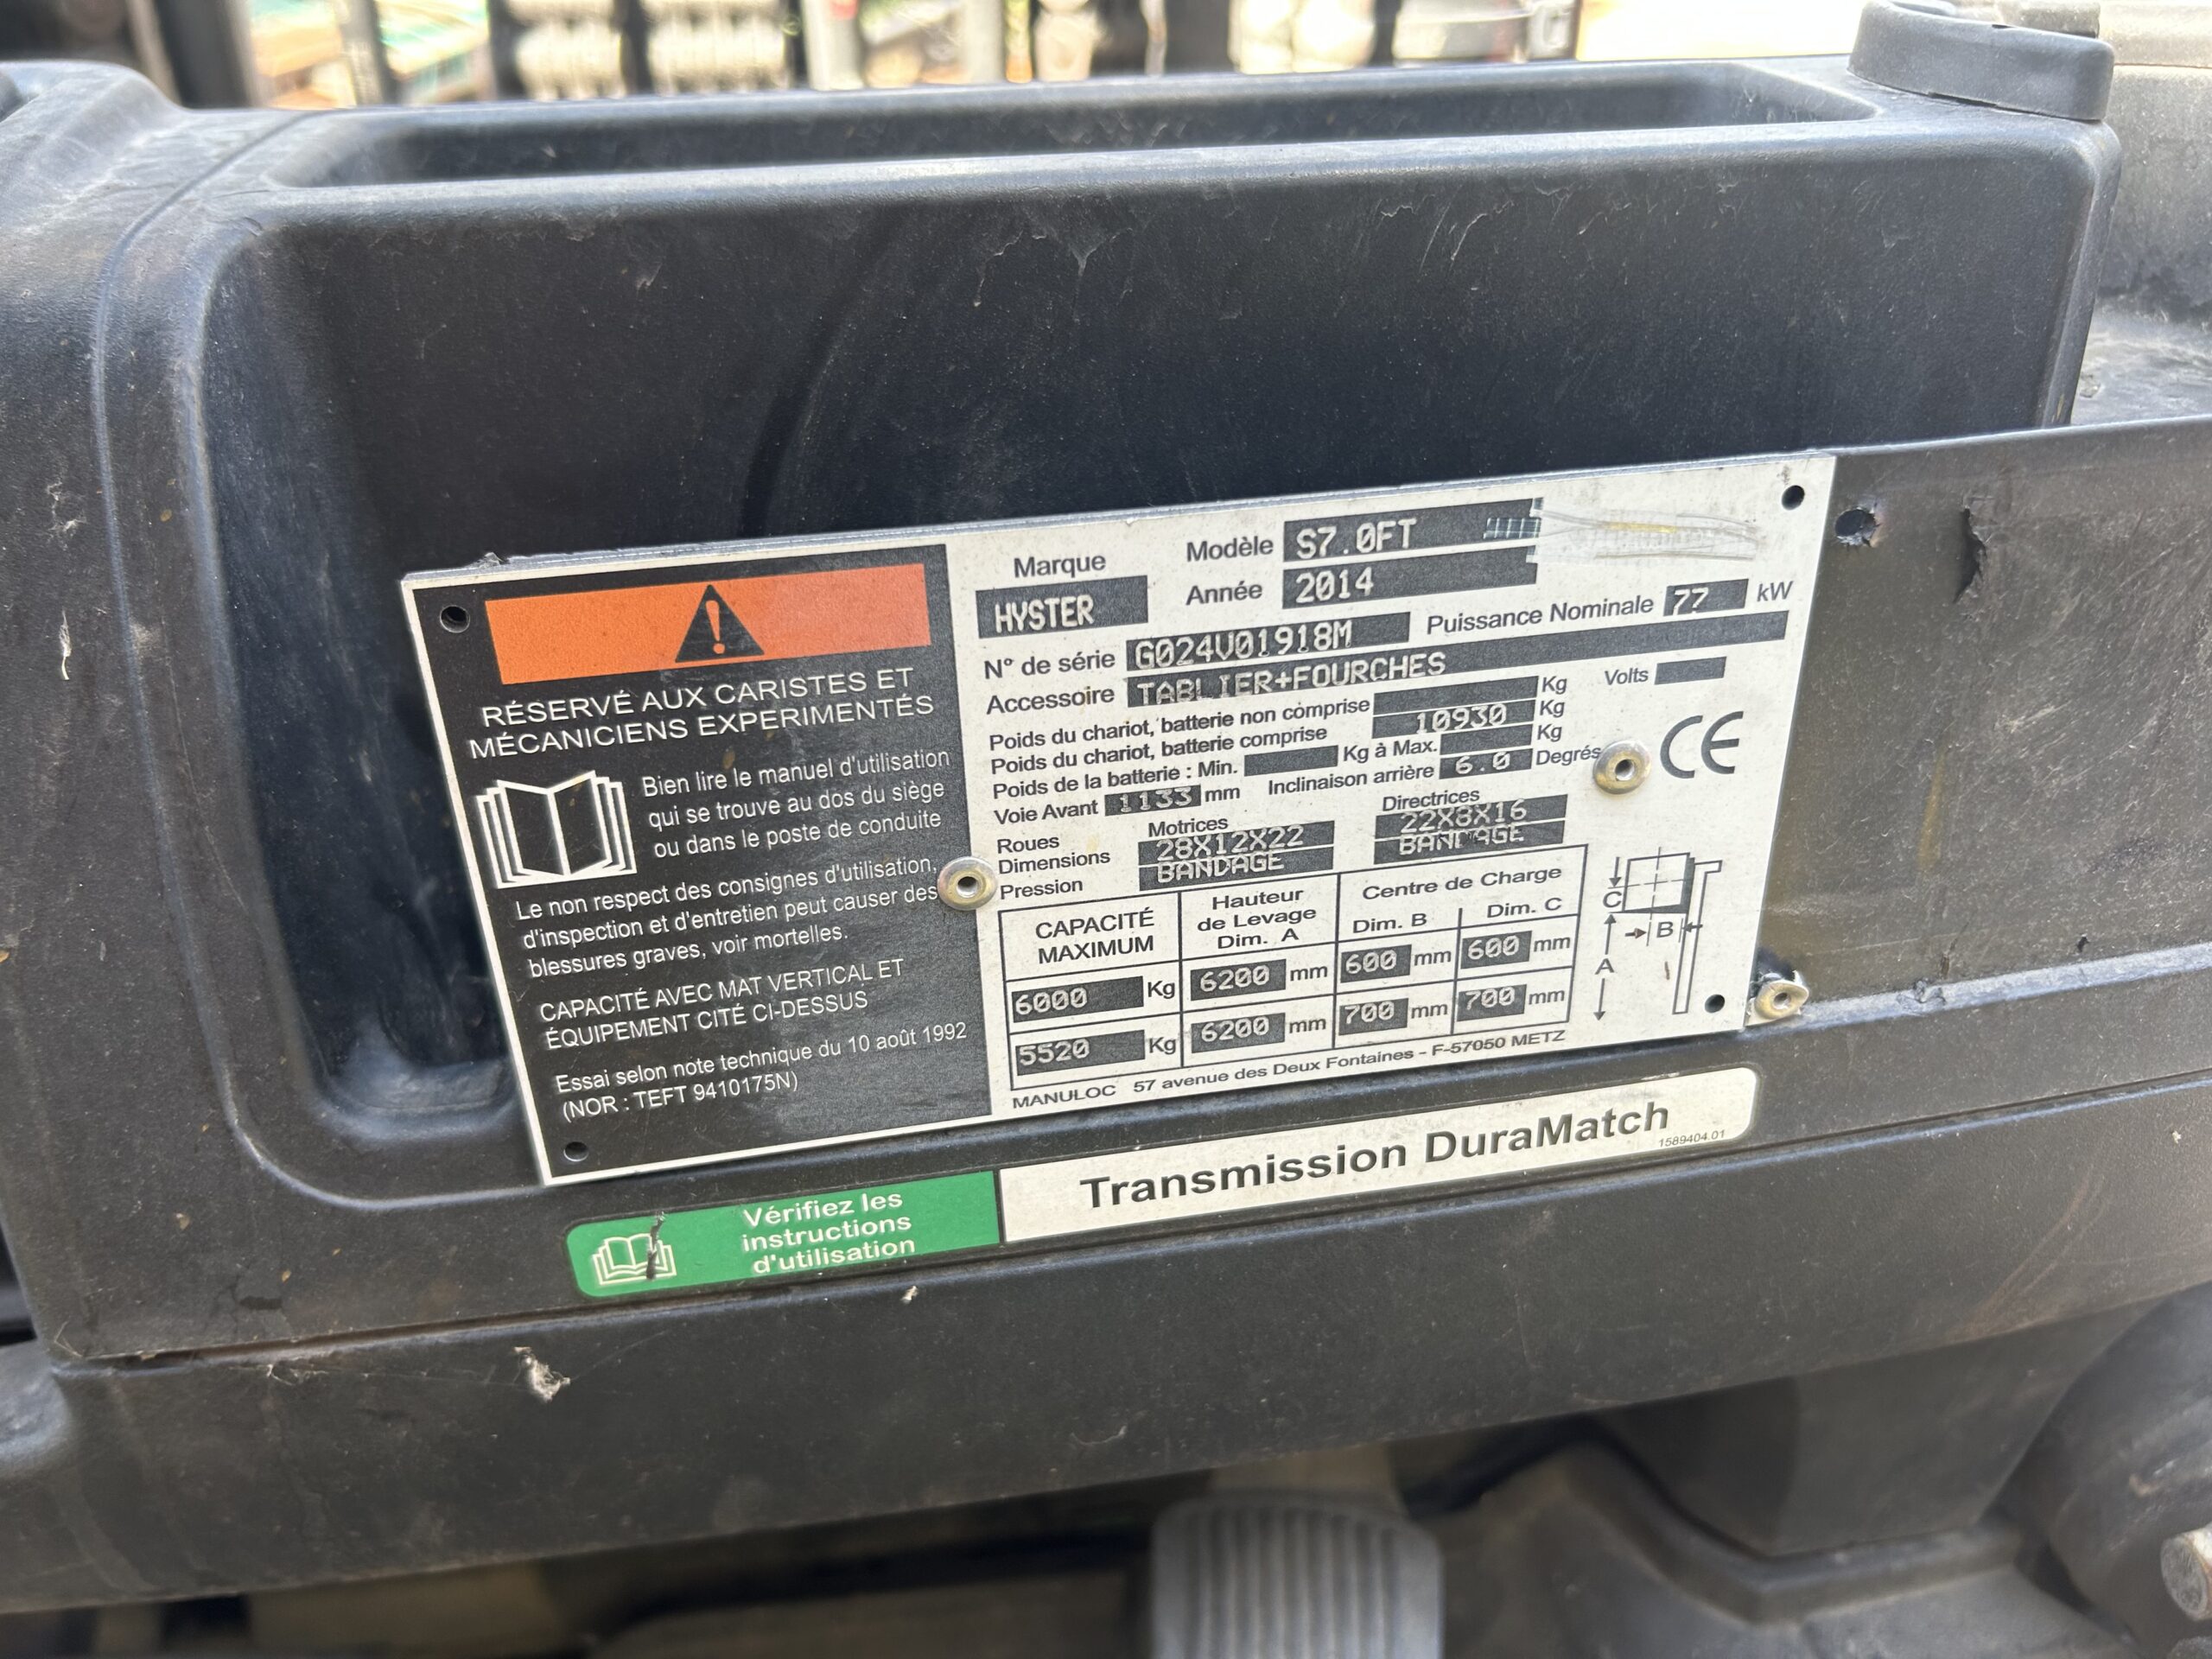 RÉSERVÉ AUX CARISTES ET
MÉCANICIENS EXPERIMENTÉS
Bien lire le manuel d'utilisation
qui se trouve au dos du siège
ou dans le poste de conduite
Le non respect des consignes d'utilisation,
d'inspection et d'entretien peut causer des
blessures graves, voir mortelles.
CAPACITÉ AVEC MAT VERTICAL ET
ÉQUIPEMENT CITÉ CI-DESSUS
Essai selon note technique du 10 août 1992
(NOR : TEFT 9410175N)
Marque
HYSTER
Modèle S7.0FT
Année 2014
N° de série G024V01918M Puissance Nominale 77 kW
Accessoire TABLIER+FOURCHES
Poids du chariot, batterie non comprise Kg Volts
Poids du chariot, batterie comprise 10930 Kg
Poids de la batterie : Min. Kg à Max. Kg
Voie Avant 1133 mm Inclinaison arrière 6.0 Degrés
CE
Motrices Directrices
Roues
Dimensions 28X12X22 22X8X16
Pression BANDAGE BANDAGE
CAPACITÉ
MAXIMUM
Hauteur
de Levage
Dim. A
Centre de Charge
Dim. B Dim. C
6000 Kg 6200 mm 600 mm 600 mm
5520 Kg 6200 mm 700 mm 700 mm
C
B
A
MANULOC 57 avenue des Deux Fontaines - F-57050 METZ
Vérifiez les
instructions
d'utilisation
Transmission DuraMatch
1589404.01